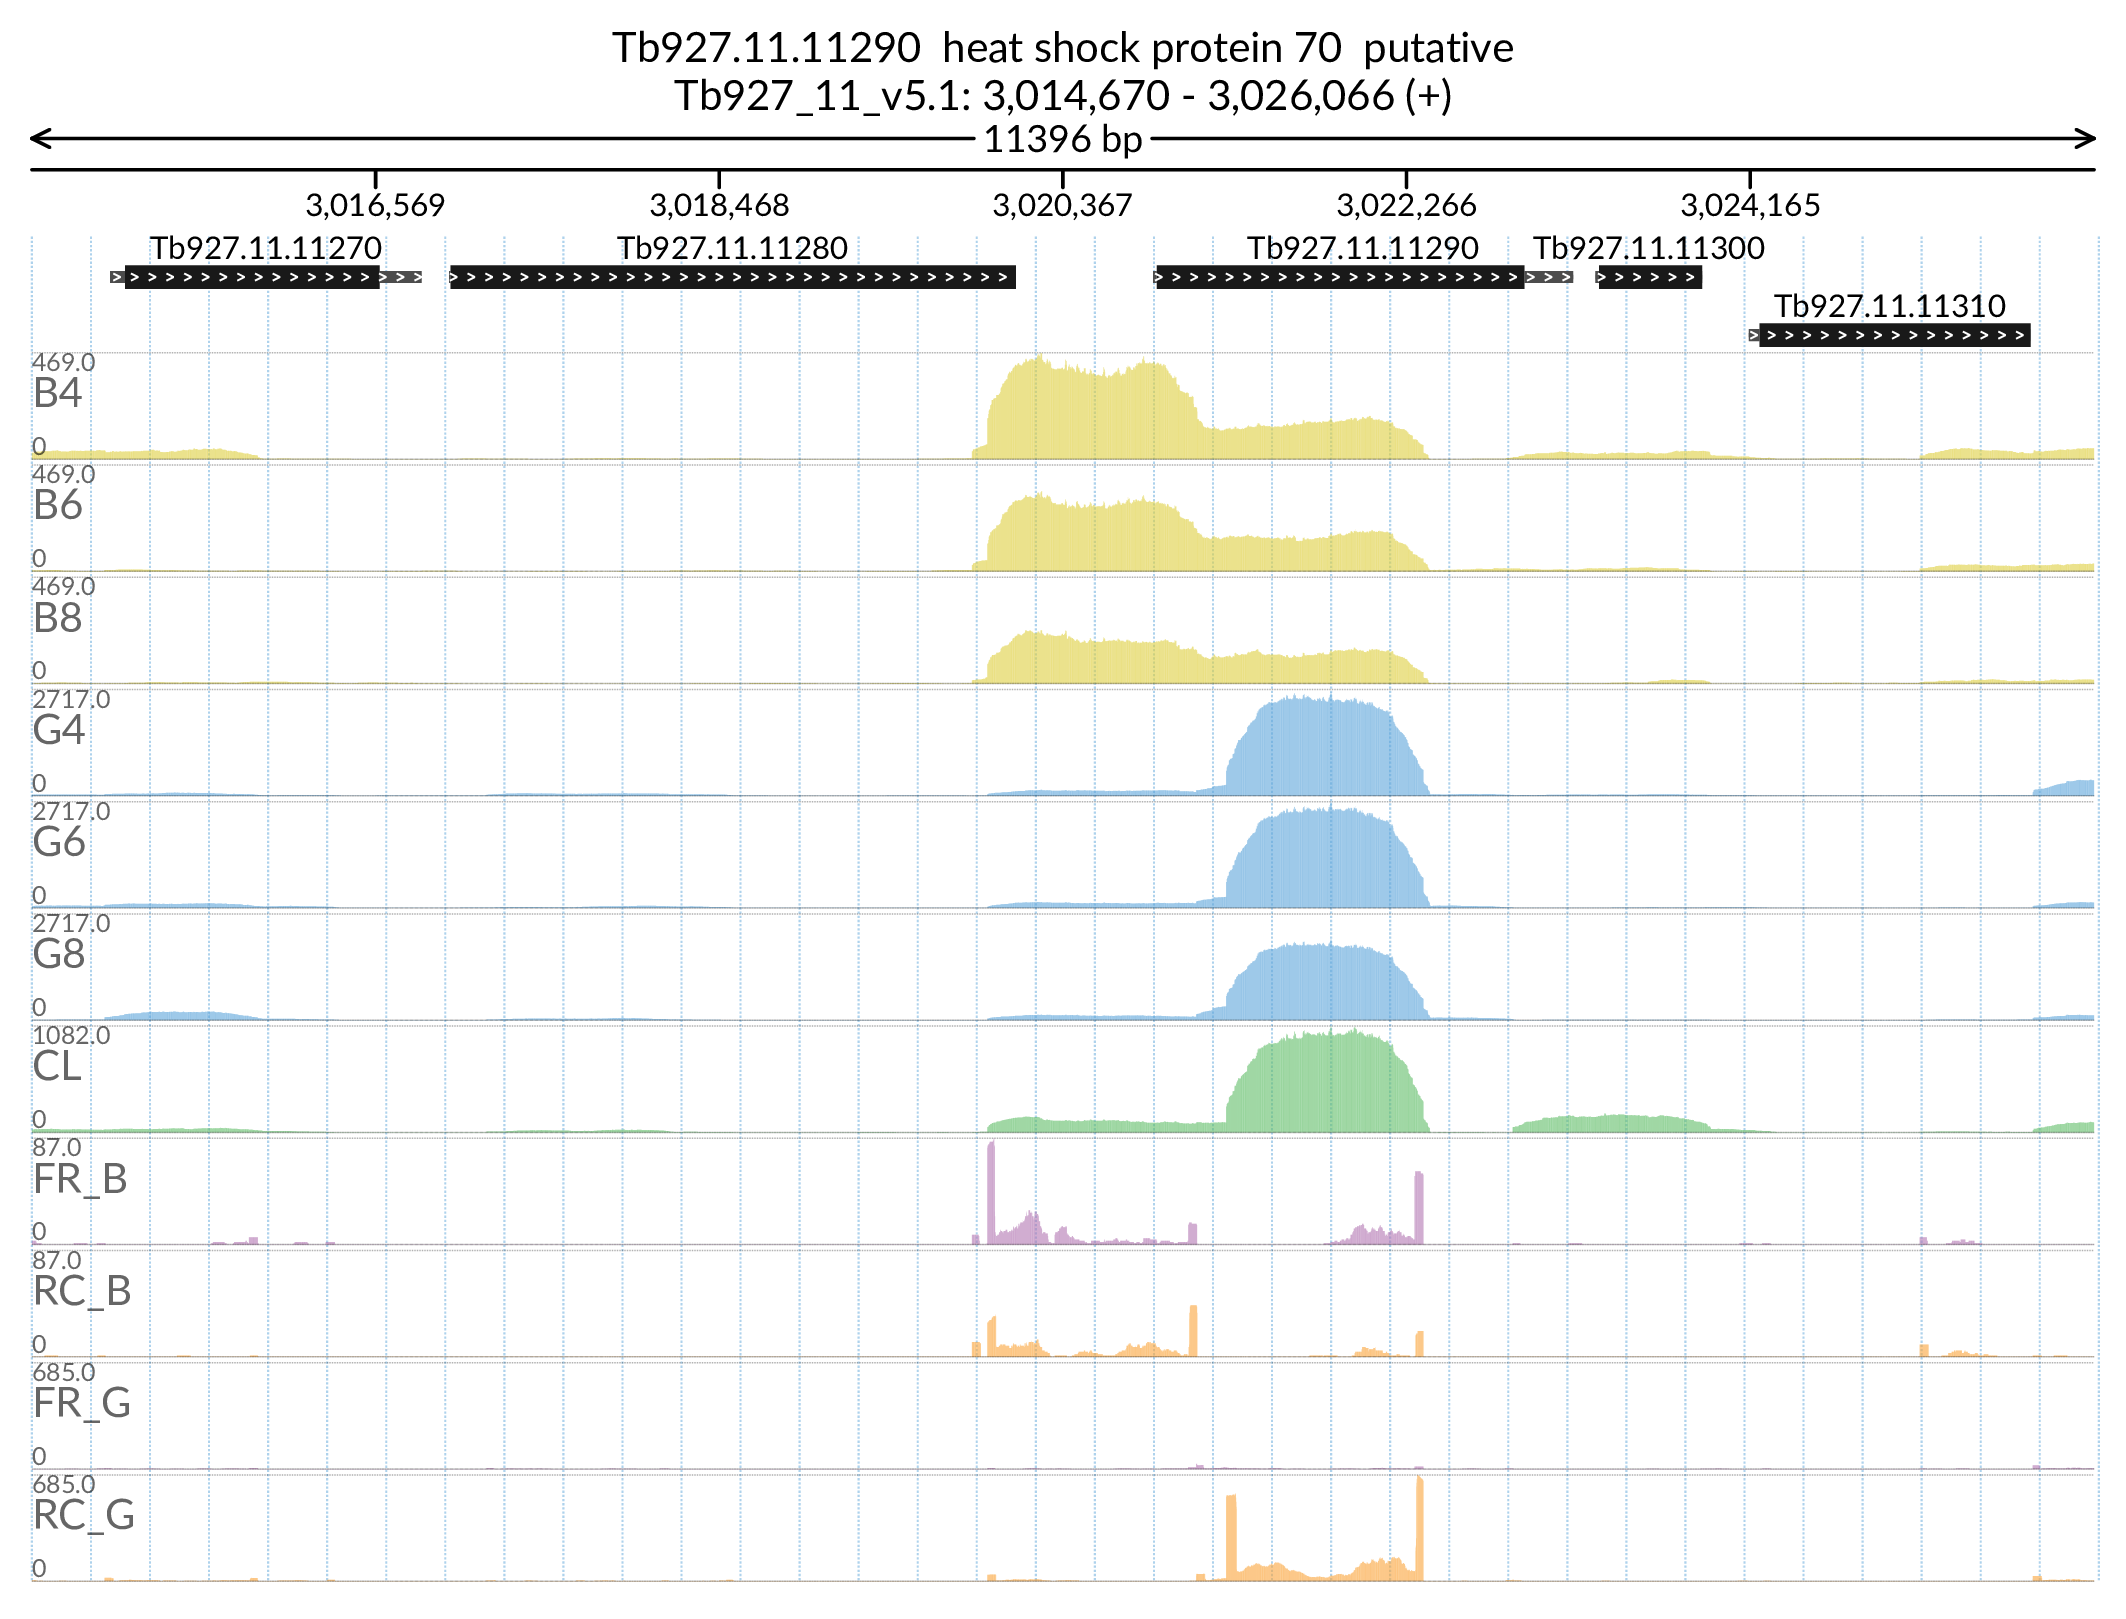 Tb927.11.11290  heat shock protein 70  putative
Tb927_11_v5.1: 3,014,670 - 3,026,066 (+)
11396 bp
3,016,569 3,018,468 3,020,367 3,022,266 3,024,165
Tb927.11.11270 Tb927.11.11280 Tb927.11.11290 Tb927.11.11300
Tb927.11.11310
469.0
B4
0
469.0
B6
0
469.0
B8
0
2717.0
G4
0
2717.0
G6
0
2717.0
G8
0
1082.0
CL
0
87.0
FR_B
0
87.0
RC_B
0
685.0
FR_G
0
685.0
RC_G
0